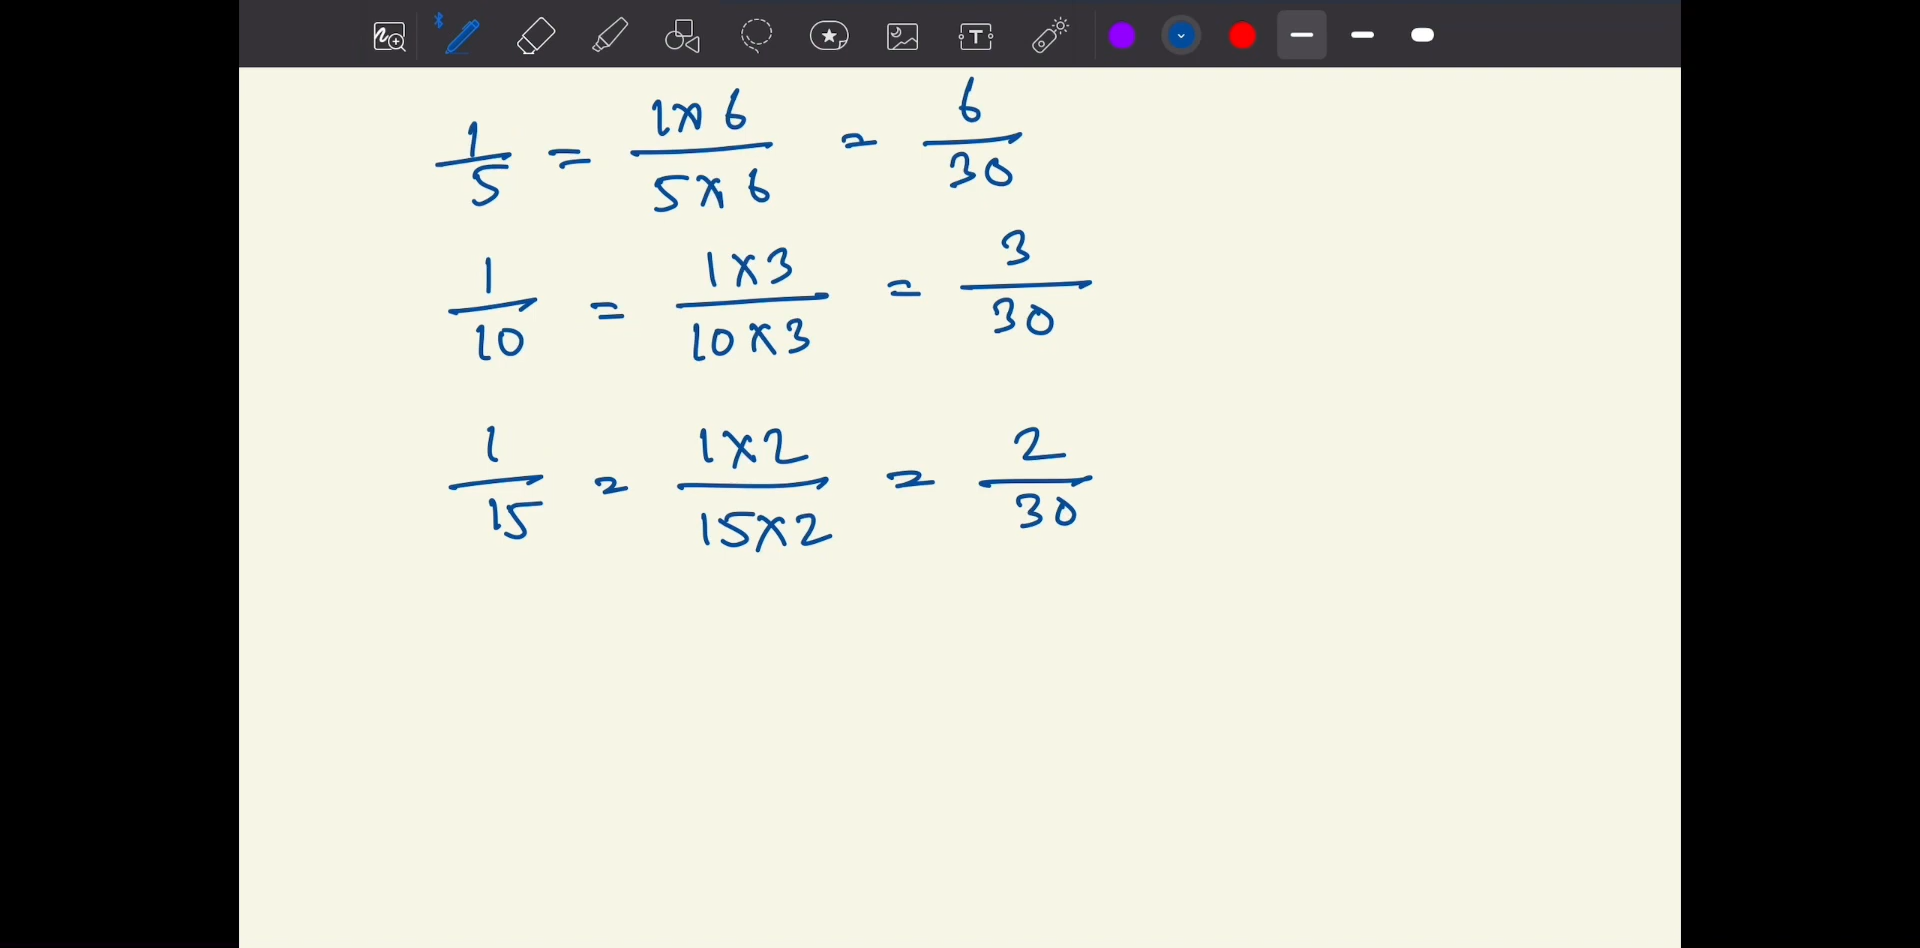 1/5 = 1x6/5x6 = 6/30
1/10 = 1x3/10x3 = 3/30
1/15 = 1x2/15x2 = 2/30